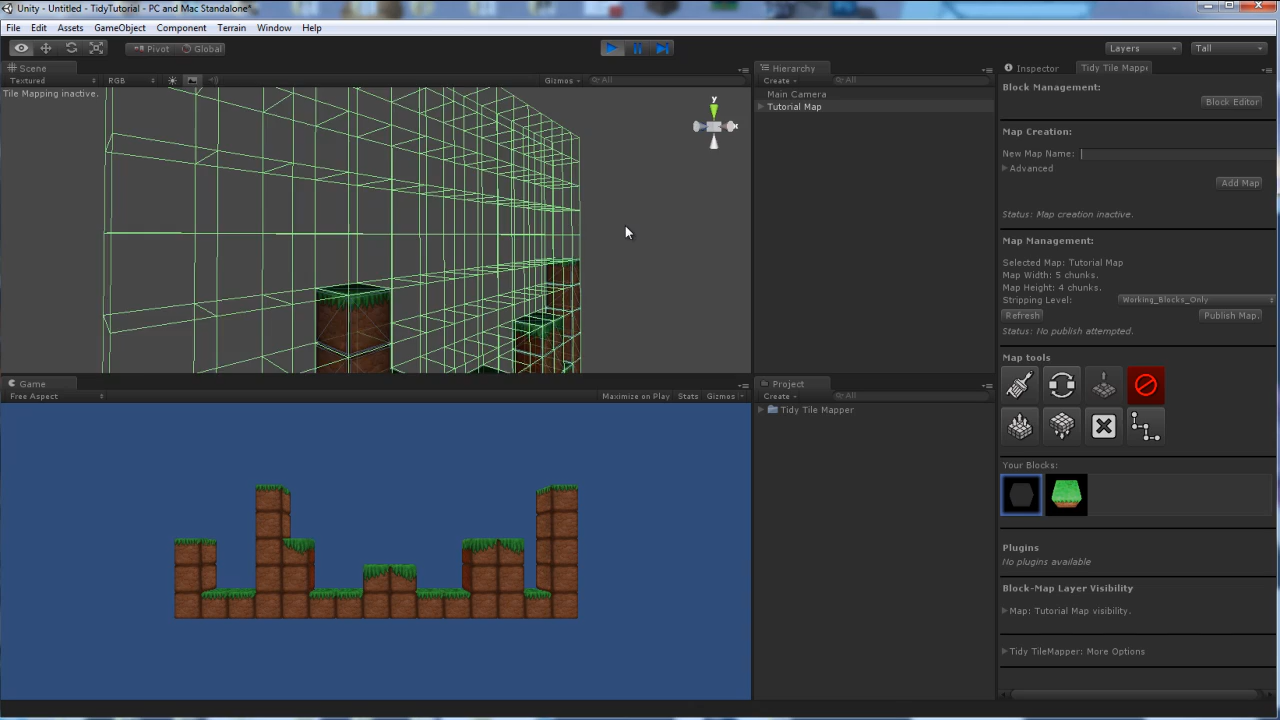 Unity - Untitled - TidyTutorial - PC and Mac Standalone*
File Edit Assets GameObject Component Terrain Window Help
Pivot Global Layers Tall
Scene
Textured RGB Gizmos All
Tile Mapping inactive.
y
x
Hierarchy
Create All
Main Camera
Tutorial Map
Game
Free Aspect Maximize on Play Stats Gizmos
Project
Create All
Tidy Tile Mapper
Inspector Tidy Tile Mappe
Block Management:
Block Editor
Map Creation:
New Map Name:
Advanced
Add Map
Status: Map creation inactive.
Map Management:
Selected Map: Tutorial Map
Map Width: 5 chunks.
Map Height: 4 chunks.
Stripping Level: Working_Blocks_Only
Refresh Publish Map.
Status: No publish attempted.
Map tools
Your Blocks:
Plugins
No plugins available
Block-Map Layer Visibility
Map: Tutorial Map visibility.
Tidy TileMapper: More Options